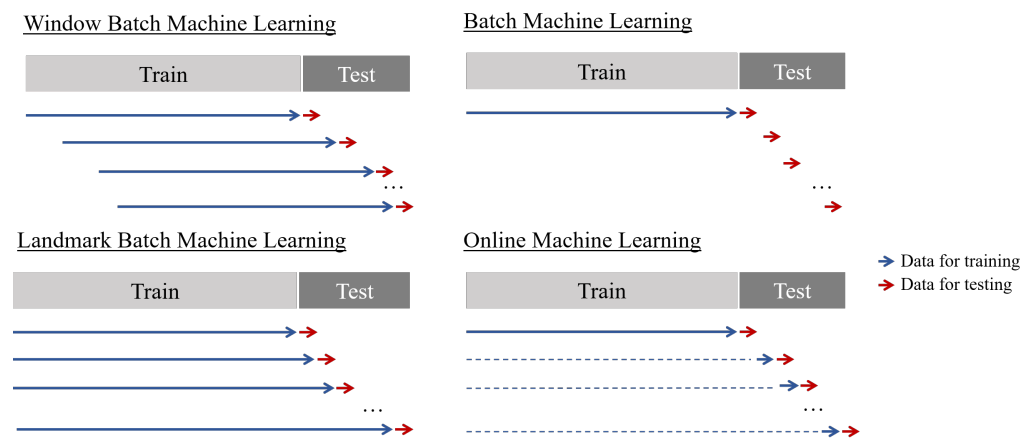 Window Batch Machine Learning
Train
Test
...
Batch Machine Learning
Train
Test
...
Landmark Batch Machine Learning
Train
Test
...
Online Machine Learning
Train
Test
...
Data for training
Data for testing